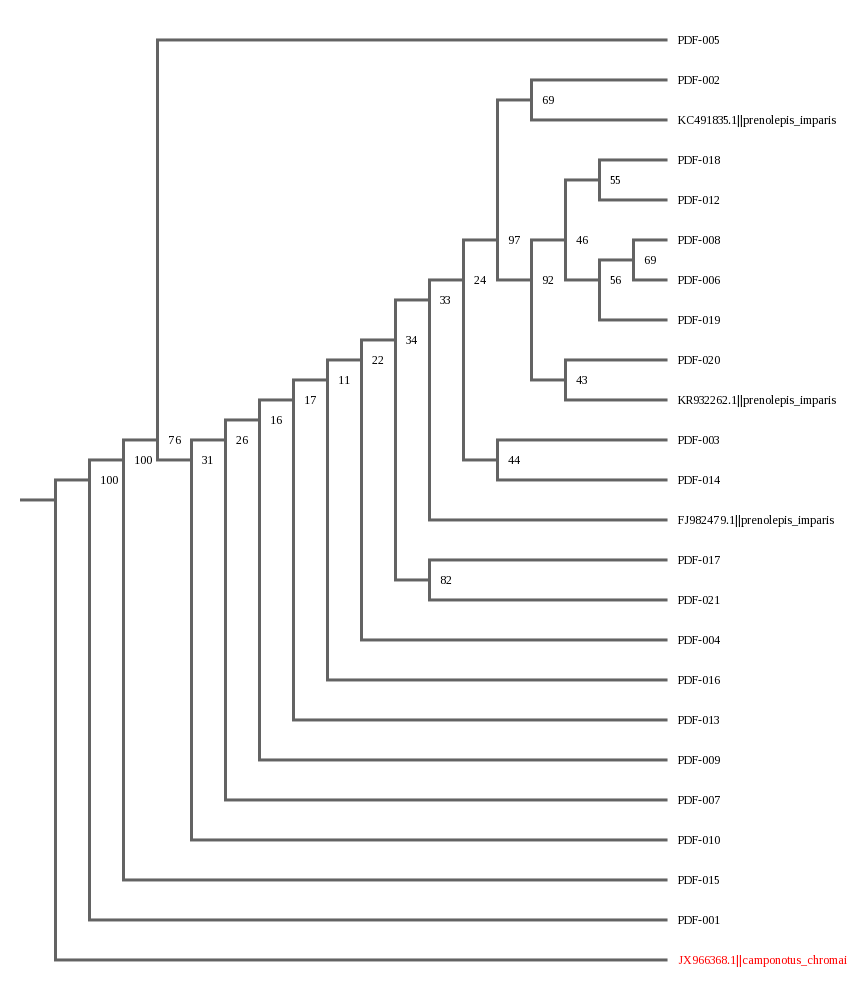 PDF-005
PDF-002
69
KC491835.1||prenolepis_imparis
PDF-018
55
PDF-012
97
46
PDF-008
69
24
92
56
PDF-006
33
PDF-019
34
22
PDF-020
11
43
17
KR932262.1||prenolepis_imparis
16
76
26
PDF-003
100
31
44
100
PDF-014
FJ982479.1||prenolepis_imparis
PDF-017
82
PDF-021
PDF-004
PDF-016
PDF-013
PDF-009
PDF-007
PDF-010
PDF-015
PDF-001
JX966368.1||camponotus_chromai